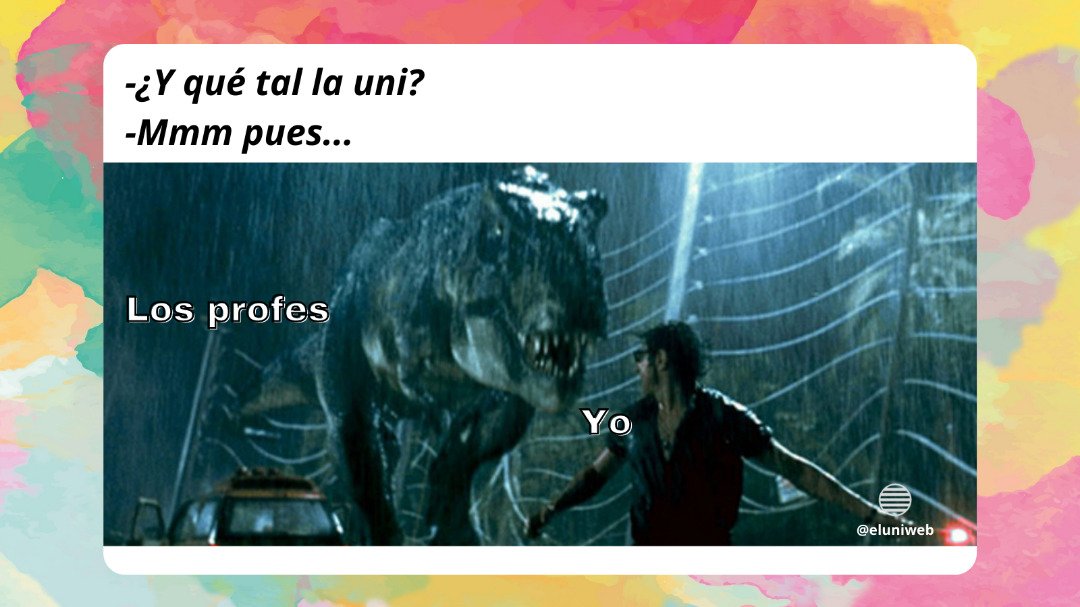 -¿Y qué tal la uni?
-Mmm pues...
Los profes
Yo
@eluniweb